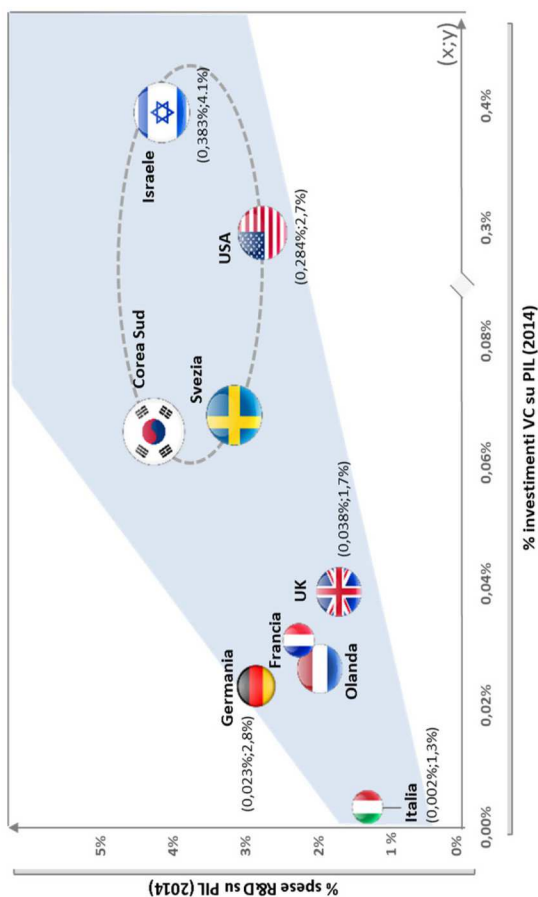 (x;y)
% spese R&D su PIL (2014)
5%
4%
3%
2%
1%
0%
Corea Sud
Israele
(0,383%;4.1%)
Svezia
USA
(0,284%;2,7%)
Germania
(0,023%;2,8%)
Francia
UK
(0,038%;1,7%)
Olanda
Italia
(0,002%;1,3%)
0,00%
0,02%
0,04%
0,06%
0,08%
0,3%
0,4%
% investimenti VC su PIL (2014)